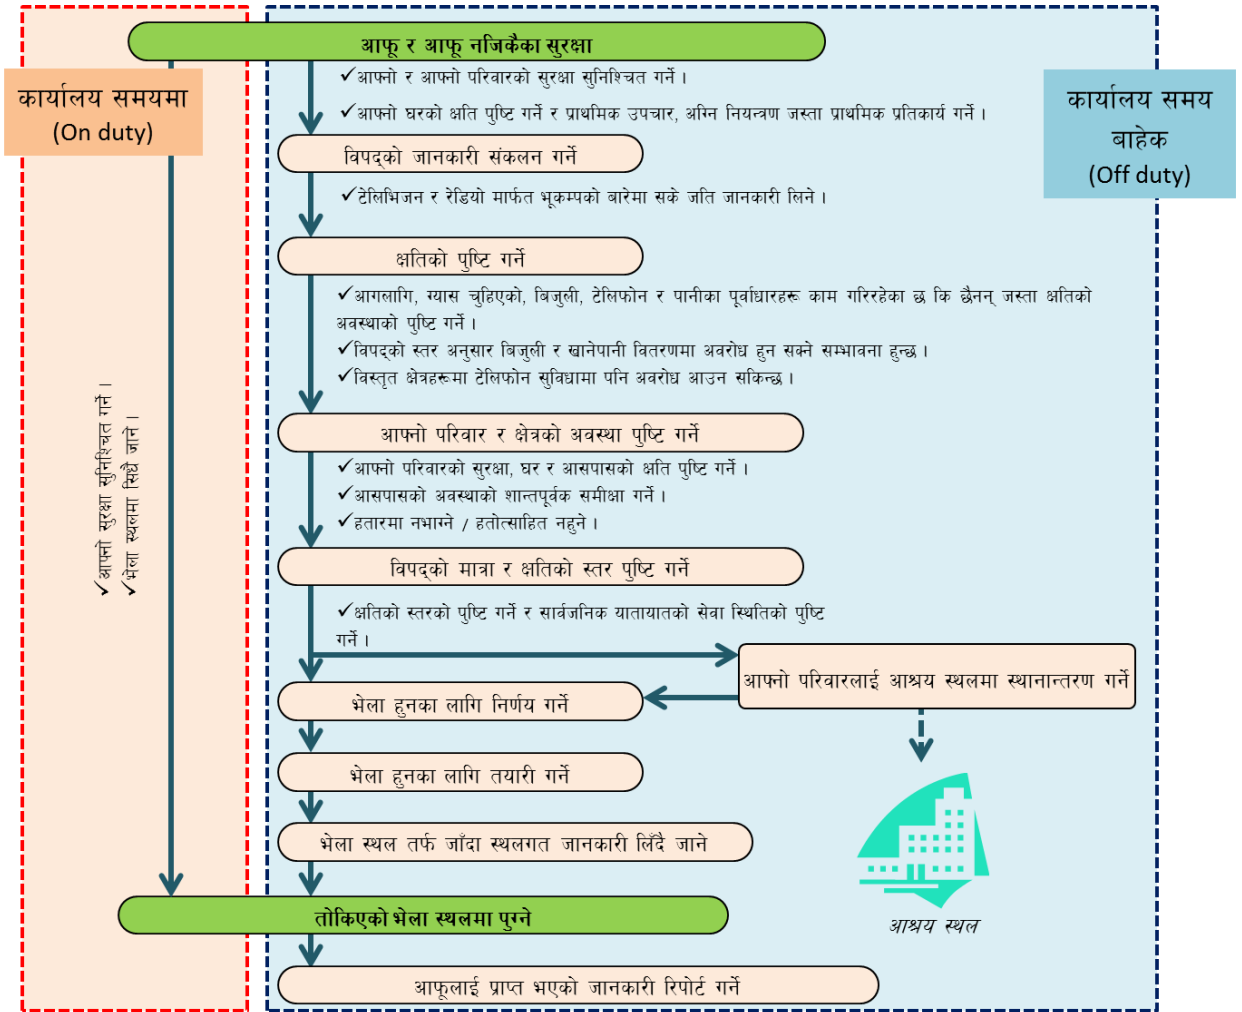 आफू र आफू नजिकैका सुरक्षा
कार्यालय समयमा
(On duty)
कार्यालय समय
बाहेक
(Off duty)
✓आफ्नो र आफ्नो परिवारको सुरक्षा सुनिश्चित गर्ने ।
✓आफ्नो घरको क्षति पुष्टि गर्ने र प्राथमिक उपचार, अग्नि नियन्त्रण जस्ता प्राथमिक प्रतिकार्य गर्ने ।
विपद्को जानकारी संकलन गर्ने
✓टेलिभिजन र रेडियो मार्फत भूकम्पको बारेमा सके जति जानकारी लिने ।
क्षतिको पुष्टि गर्ने
✓आगलागि, ग्यास चुहिएको, बिजुली, टेलिफोन र पानीका पूर्वाधारहरू काम गरिरहेका छ कि छैनन् जस्ता क्षतिको
अवस्थाको पुष्टि गर्ने ।
✓विपद्को स्तर अनुसार बिजुली र खानेपानी वितरणमा अवरोध हुन सक्ने सम्भावना हुन्छ ।
✓विस्तृत क्षेत्रहरूमा टेलिफोन सुविधामा पनि अवरोध आउन सकिन्छ ।
आफ्नो परिवार र क्षेत्रको अवस्था पुष्टि गर्ने
✓आफ्नो परिवारको सुरक्षा, घर र आसपासको क्षति पुष्टि गर्ने ।
✓आसपासको अवस्थाको शान्तपूर्वक समीक्षा गर्ने ।
✓हतारमा नभाग्ने / हतोत्साहित नहुने ।
✓आफ्नो सुरक्षा सुनिश्चित गर्ने ।
✓भेला स्थलमा सिधै जाने ।
विपद्को मात्रा र क्षतिको स्तर पुष्टि गर्ने
✓क्षतिको स्तरको पुष्टि गर्ने र सार्वजनिक यातायातको सेवा स्थितिको पुष्टि
गर्ने ।
आफ्नो परिवारलाई आश्रय स्थलमा स्थानान्तरण गर्ने
भेला हुनका लागि निर्णय गर्ने
भेला हुनका लागि तयारी गर्ने
भेला स्थल तर्फ जाँदा स्थलगत जानकारी लिँदै जाने
तोकिएको भेला स्थलमा पुग्ने
आश्रय स्थल
आफूलाई प्राप्त भएको जानकारी रिपोर्ट गर्ने